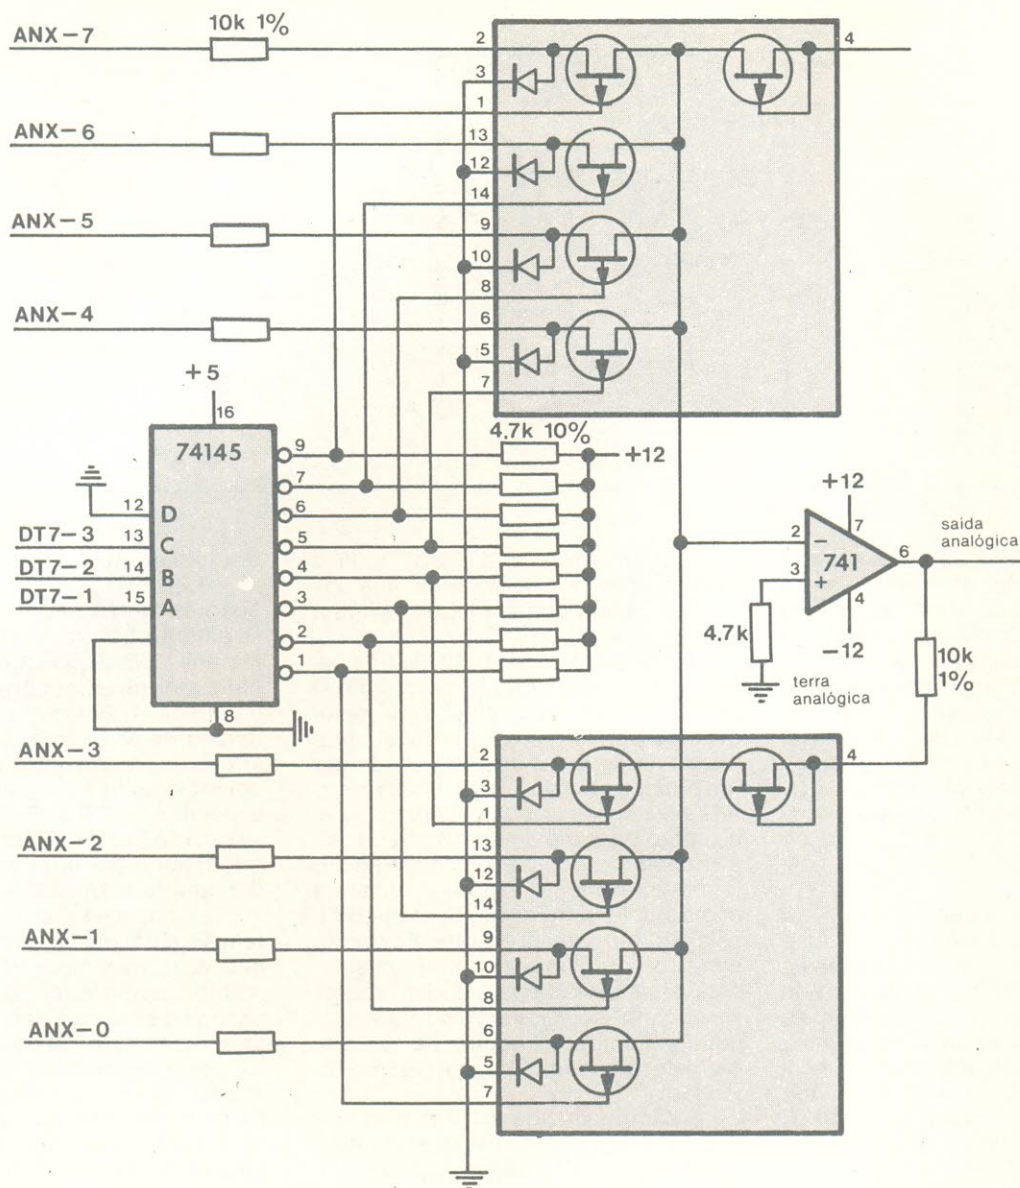 10k 1%
ANX-7
2
4
3
1
ANX-6
13
12
14
ANX-5
9
10
8
ANX-4
6
5
7
+5
16
4.7k 10%
+12
74145
9
7
6
5
4
3
2
1
12 D
DT7-3 13 C
DT7-2 14 B
DT7-1 15 A
8
+12
7
2 −
741
6
saída
analógica
3 +
4
−12
4.7k
terra
analógica
10k
1%
ANX-3
2
4
3
1
ANX-2
13
12
14
ANX-1
9
10
8
ANX-0
6
5
7